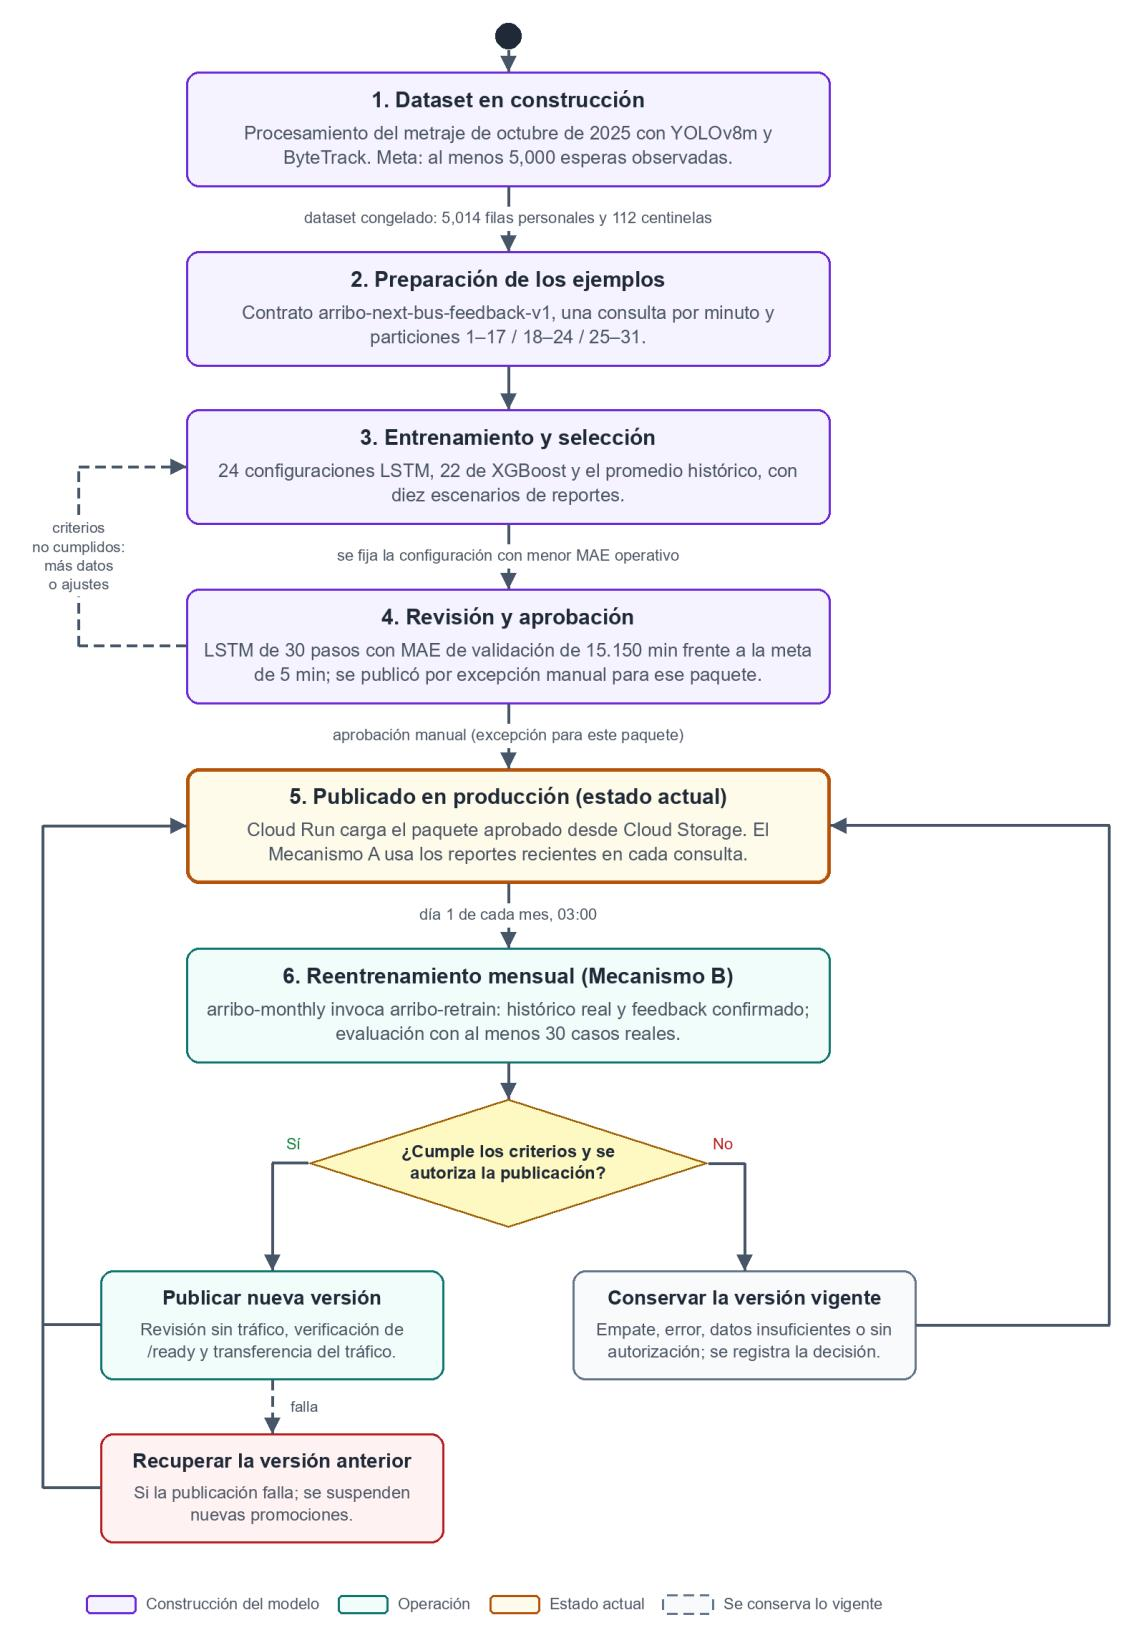 1. Dataset en construcción
Procesamiento del metraje de octubre de 2025 con YOLOv8m y
ByteTrack. Meta: al menos 5,000 esperas observadas.
dataset congelado: 5,014 filas personales y 112 centinelas
2. Preparación de los ejemplos
Contrato arribo-next-bus-feedback-v1, una consulta por minuto y
particiones 1–17 / 18–24 / 25–31.
3. Entrenamiento y selección
24 configuraciones LSTM, 22 de XGBoost y el promedio histórico, con
diez escenarios de reportes.
criterios
no cumplidos:
más datos
o ajustes
se fija la configuración con menor MAE operativo
4. Revisión y aprobación
LSTM de 30 pasos con MAE de validación de 15.150 min frente a la meta
de 5 min; se publicó por excepción manual para ese paquete.
aprobación manual (excepción para este paquete)
5. Publicado en producción (estado actual)
Cloud Run carga el paquete aprobado desde Cloud Storage. El
Mecanismo A usa los reportes recientes en cada consulta.
día 1 de cada mes, 03:00
6. Reentrenamiento mensual (Mecanismo B)
arribo-monthly invoca arribo-retrain: histórico real y feedback confirmado;
evaluación con al menos 30 casos reales.
Sí
¿Cumple los criterios y se
autoriza la publicación?
No
Publicar nueva versión
Revisión sin tráfico, verificación de
/ready y transferencia del tráfico.
Conservar la versión vigente
Empate, error, datos insuficientes o sin
autorización; se registra la decisión.
falla
Recuperar la versión anterior
Si la publicación falla; se suspenden
nuevas promociones.
Construcción del modelo
Operación
Estado actual
Se conserva lo vigente